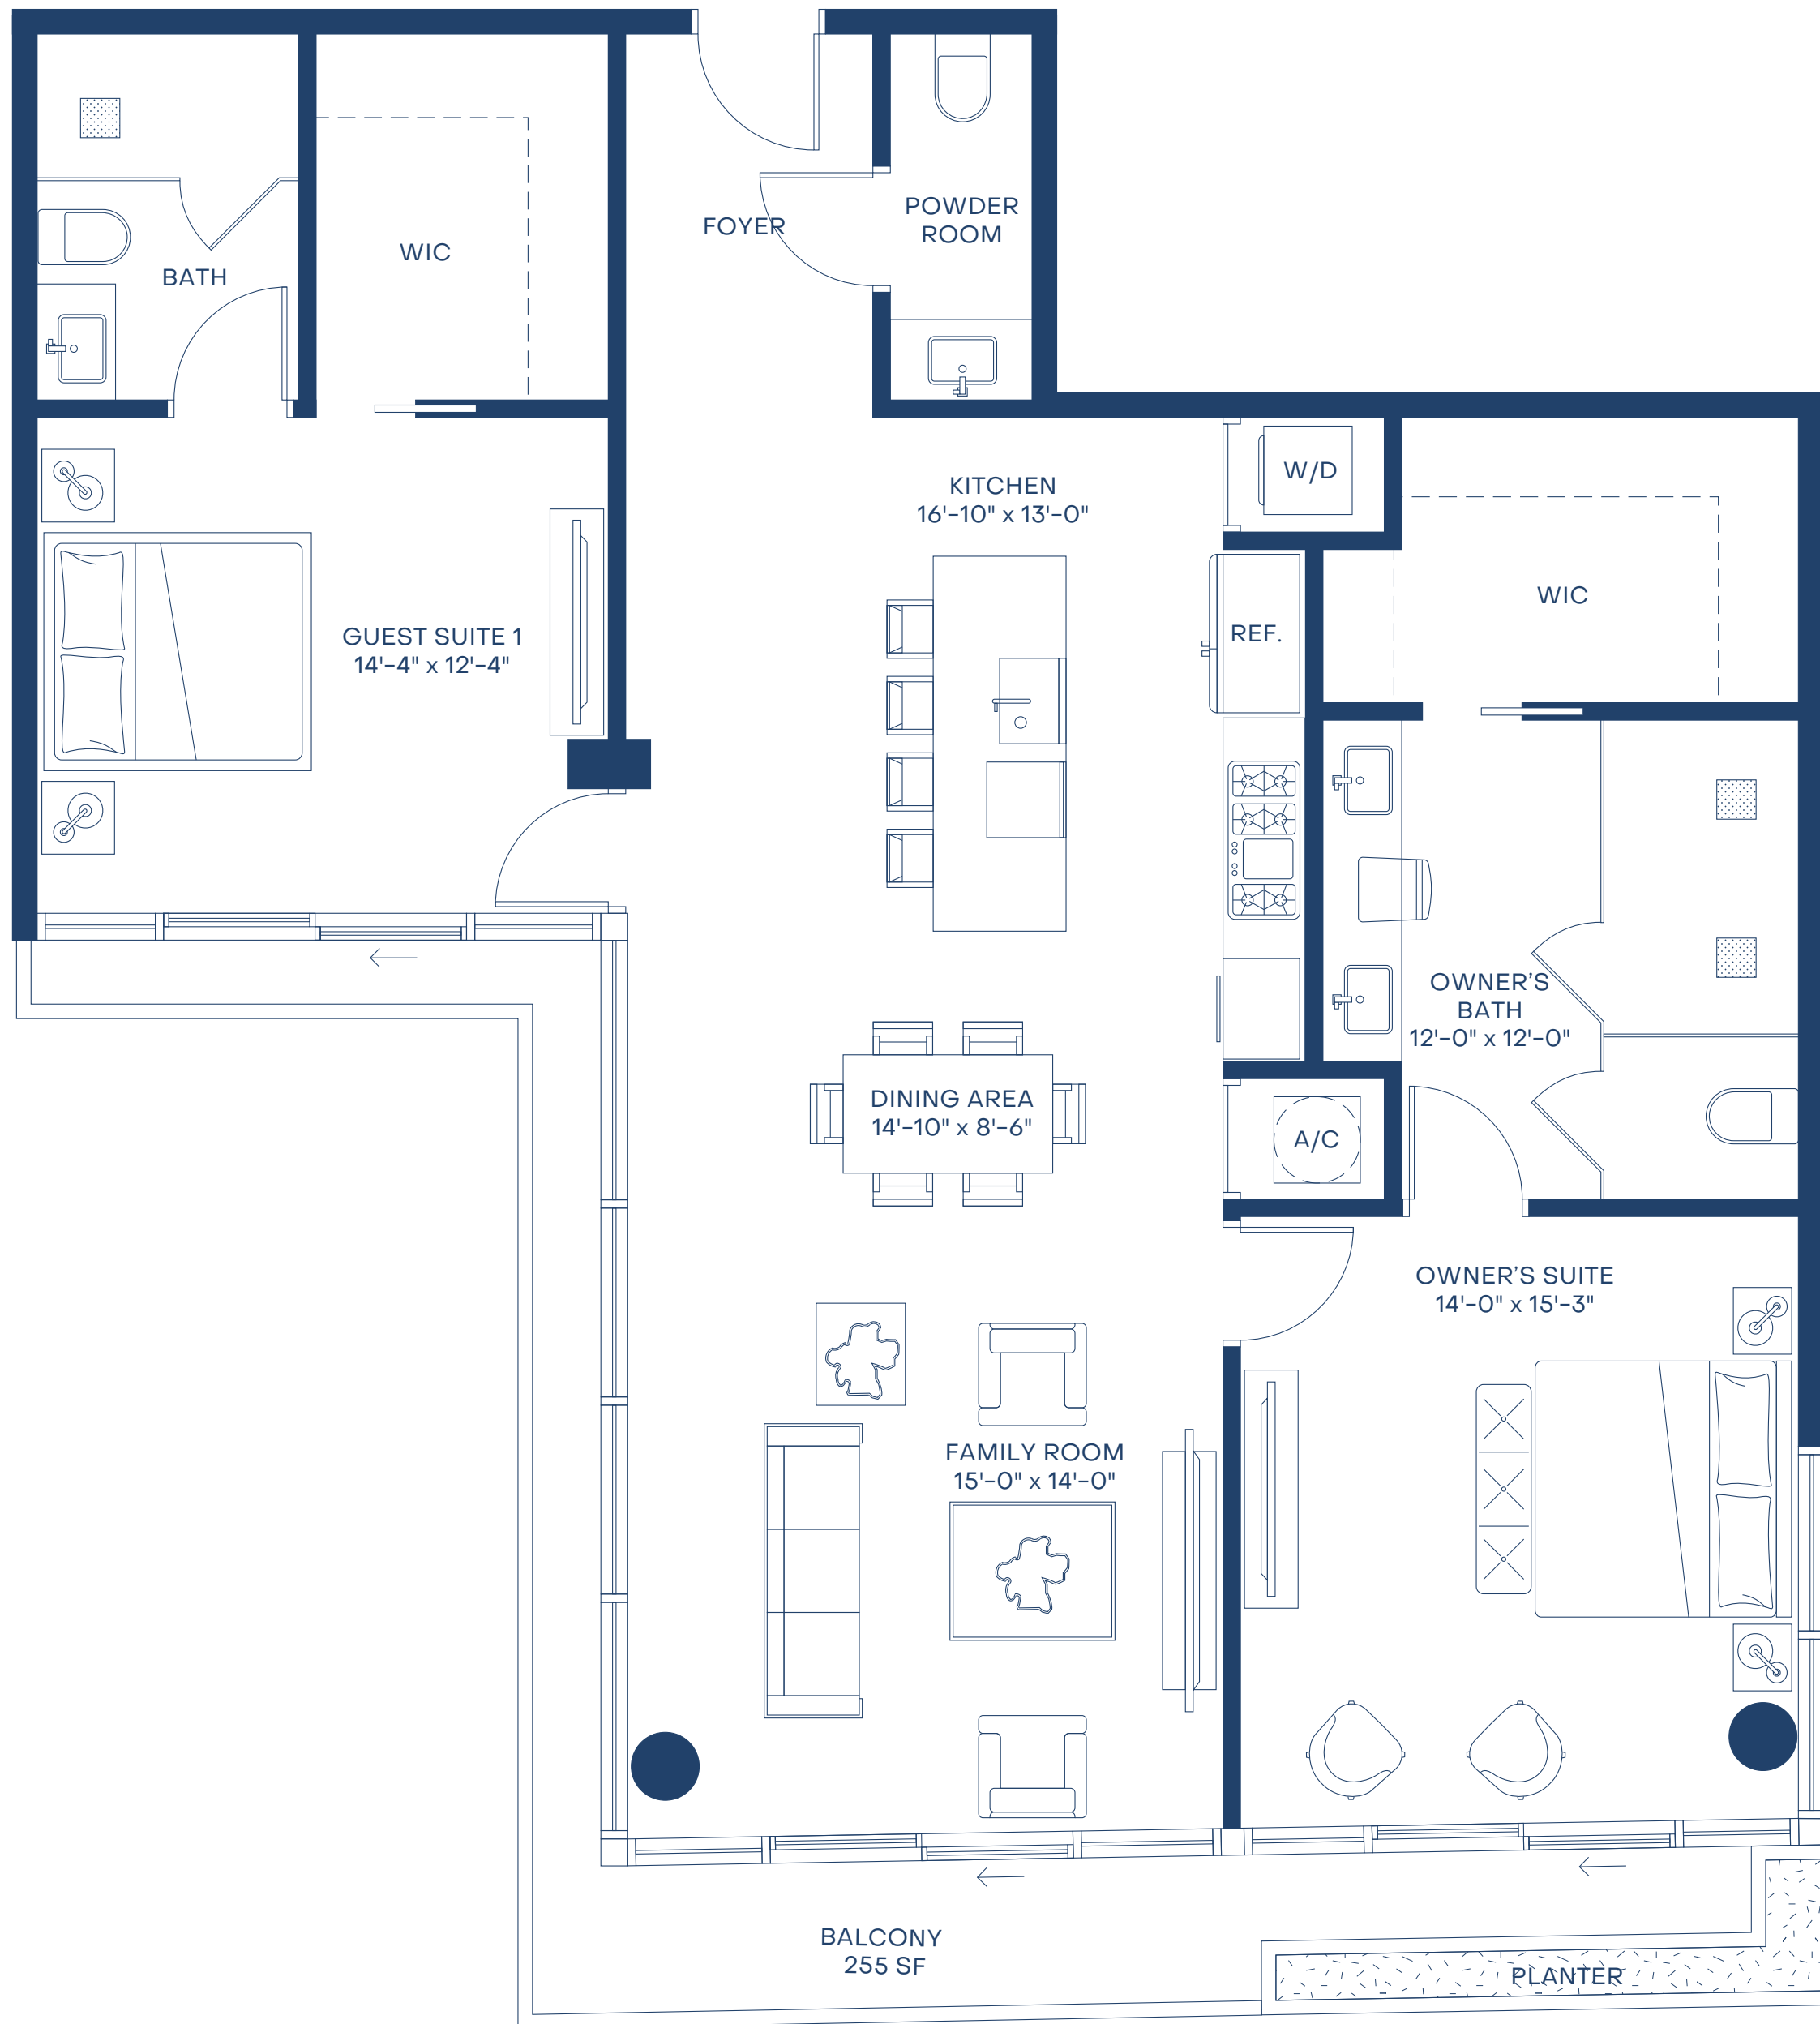 POWDER
ROOM
FOYER
WIC
BATH
W/D
KITCHEN
16'-10" x 13'-0"
WIC
REF.
GUEST SUITE 1
14'-4" x 12'-4"
OWNER'S
BATH
12'-0" x 12'-0"
DINING AREA
14'-10" x 8'-6"
A/C
OWNER'S SUITE
14'-0" x 15'-3"
FAMILY ROOM
15'-0" x 14'-0"
BALCONY
255 SF
PLANTER